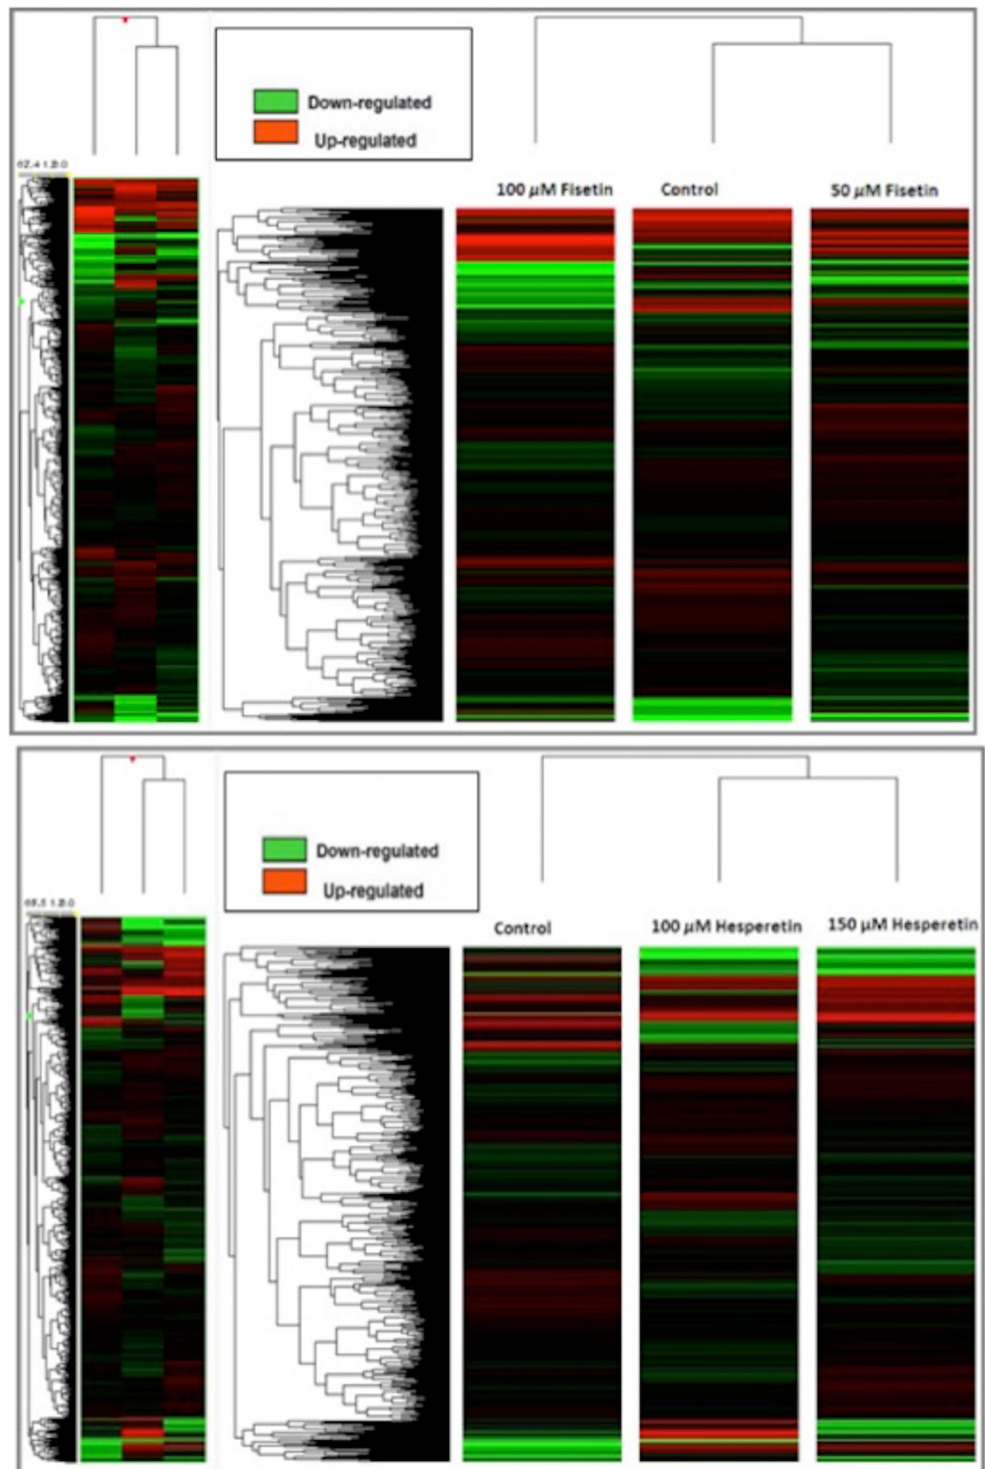 Down-regulated
Up-regulated
100 μM Fisetin
Control
50 μM Fisetin
Down-regulated
Up-regulated
Control
100 μM Hesperetin
150 μM Hesperetin